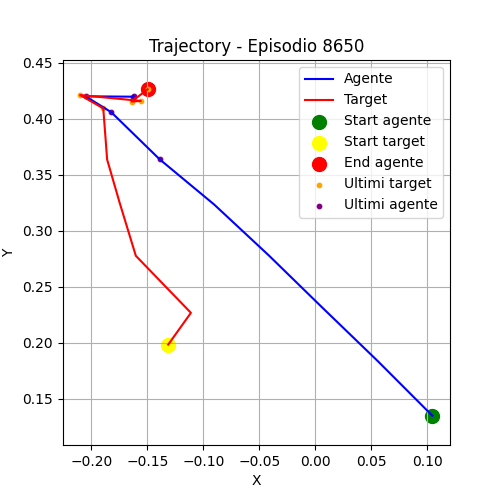 Trajectory - Episodio 8650
Agente
Target
Start agente
Start target
End agente
Ultimi target
Ultimi agente
Y
0.45
0.40
0.35
0.30
0.25
0.20
0.15
−0.20 −0.15 −0.10 −0.05 0.00 0.05 0.10
X